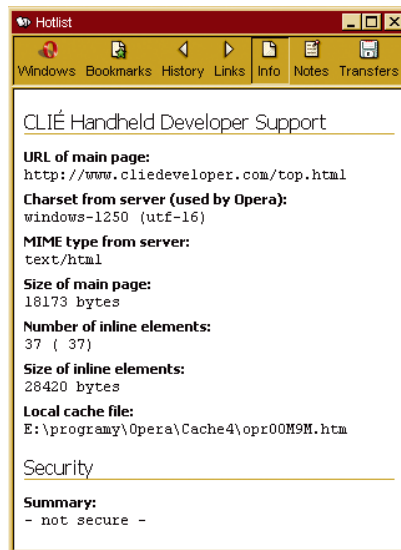 Hotlist
Windows Bookmarks History Links Info Notes Transfers
CLIÉ Handheld Developer Support
URL of main page:
http://www.cliedeveloper.com/top.html
Charset from server (used by Opera):
windows-1250 (utf-16)
MIME type from server:
text/html
Size of main page:
18173 bytes
Number of inline elements:
37 ( 37)
Size of inline elements:
28420 bytes
Local cache file:
E:\programy\Opera\Cache4\opr00M9M.htm
Security
Summary:
- not secure -